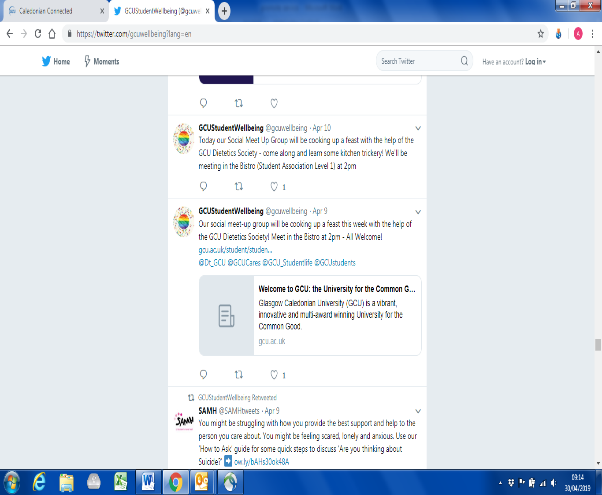 Caledonian Connected
GCUStudentWellbeing (@gcuwe
https://twitter.com/gcuwellbeing?lang=en
Home
Moments
Search Twitter
Have an account? Log in
GCUStudentWellbeing @gcuwellbeing · Apr 10
Today our Social Meet Up Group will be cooking up a feast with the help of the
GCU Dietetics Society - come along and learn some kitchen trickery! We'll be
meeting in the Bistro (Student Association Level 1) at 2pm
1
GCUStudentWellbeing @gcuwellbeing · Apr 9
Our social meet-up group will be cooking up a feast this week with the help of
the GCU Dietetics Society! Meet in the Bistro at 2pm - All Welcome!
gcu.ac.uk/student/studen...
@Dt_GCU @GCUCares @GCU_Studentlife @GCUstudents
Welcome to GCU: the University for the Common G...
Glasgow Caledonian University (GCU) is a vibrant,
innovative and multi-award winning University for the
Common Good.
gcu.ac.uk
1
GCUStudentWellbeing Retweeted
SAMH @SAMHtweets · Apr 9
You might be struggling with how you provide the best support and help to the
person you care about. You might be feeling scared, lonely and anxious. Use our
'How to Ask' guide for some quick steps to discuss 'Are you thinking about
Suicide?' ow.ly/bAHs30ok48A
09:14
30/04/2019